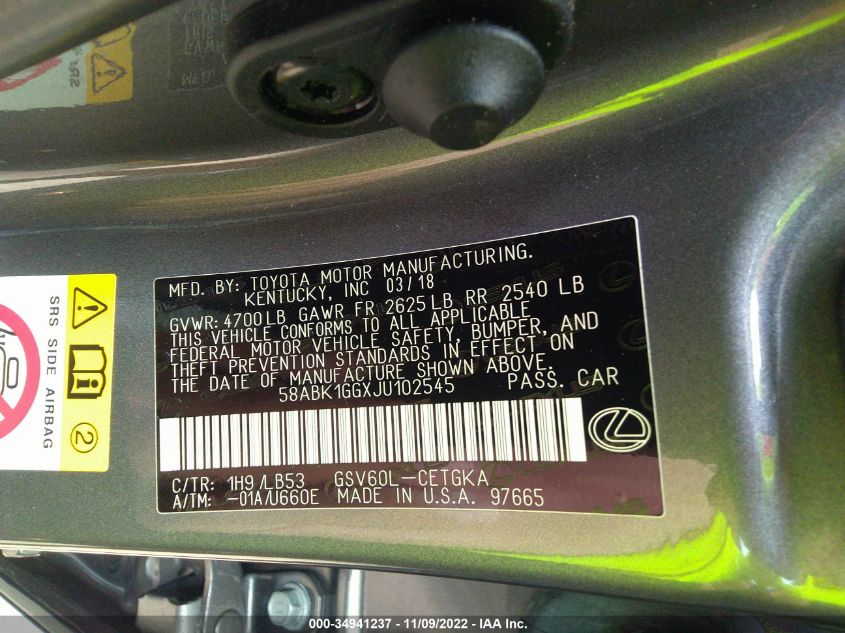 MFD. BY: TOYOTA MOTOR MANUFACTURING.
KENTUCKY, INC 03/18
GVWR: 4700LB GAWR FR 2625LB RR 2540 LB
THIS VEHICLE CONFORMS TO ALL APPLICABLE
FEDERAL MOTOR VEHICLE SAFETY, BUMPER, AND
THEFT PREVENTION STANDARDS IN EFFECT ON
THE DATE OF MANUFACTURE SHOWN ABOVE.
58ABK1GGXJU102545 PASS. CAR
C/TR: 1H9/LB53 GSV60L-CETGKA
A/TM: -01A/U660E MADE IN U.S.A. 97665
SRS SIDE AIRBAG
2
000-34941237 - 11/09/2022 - IAA Inc.